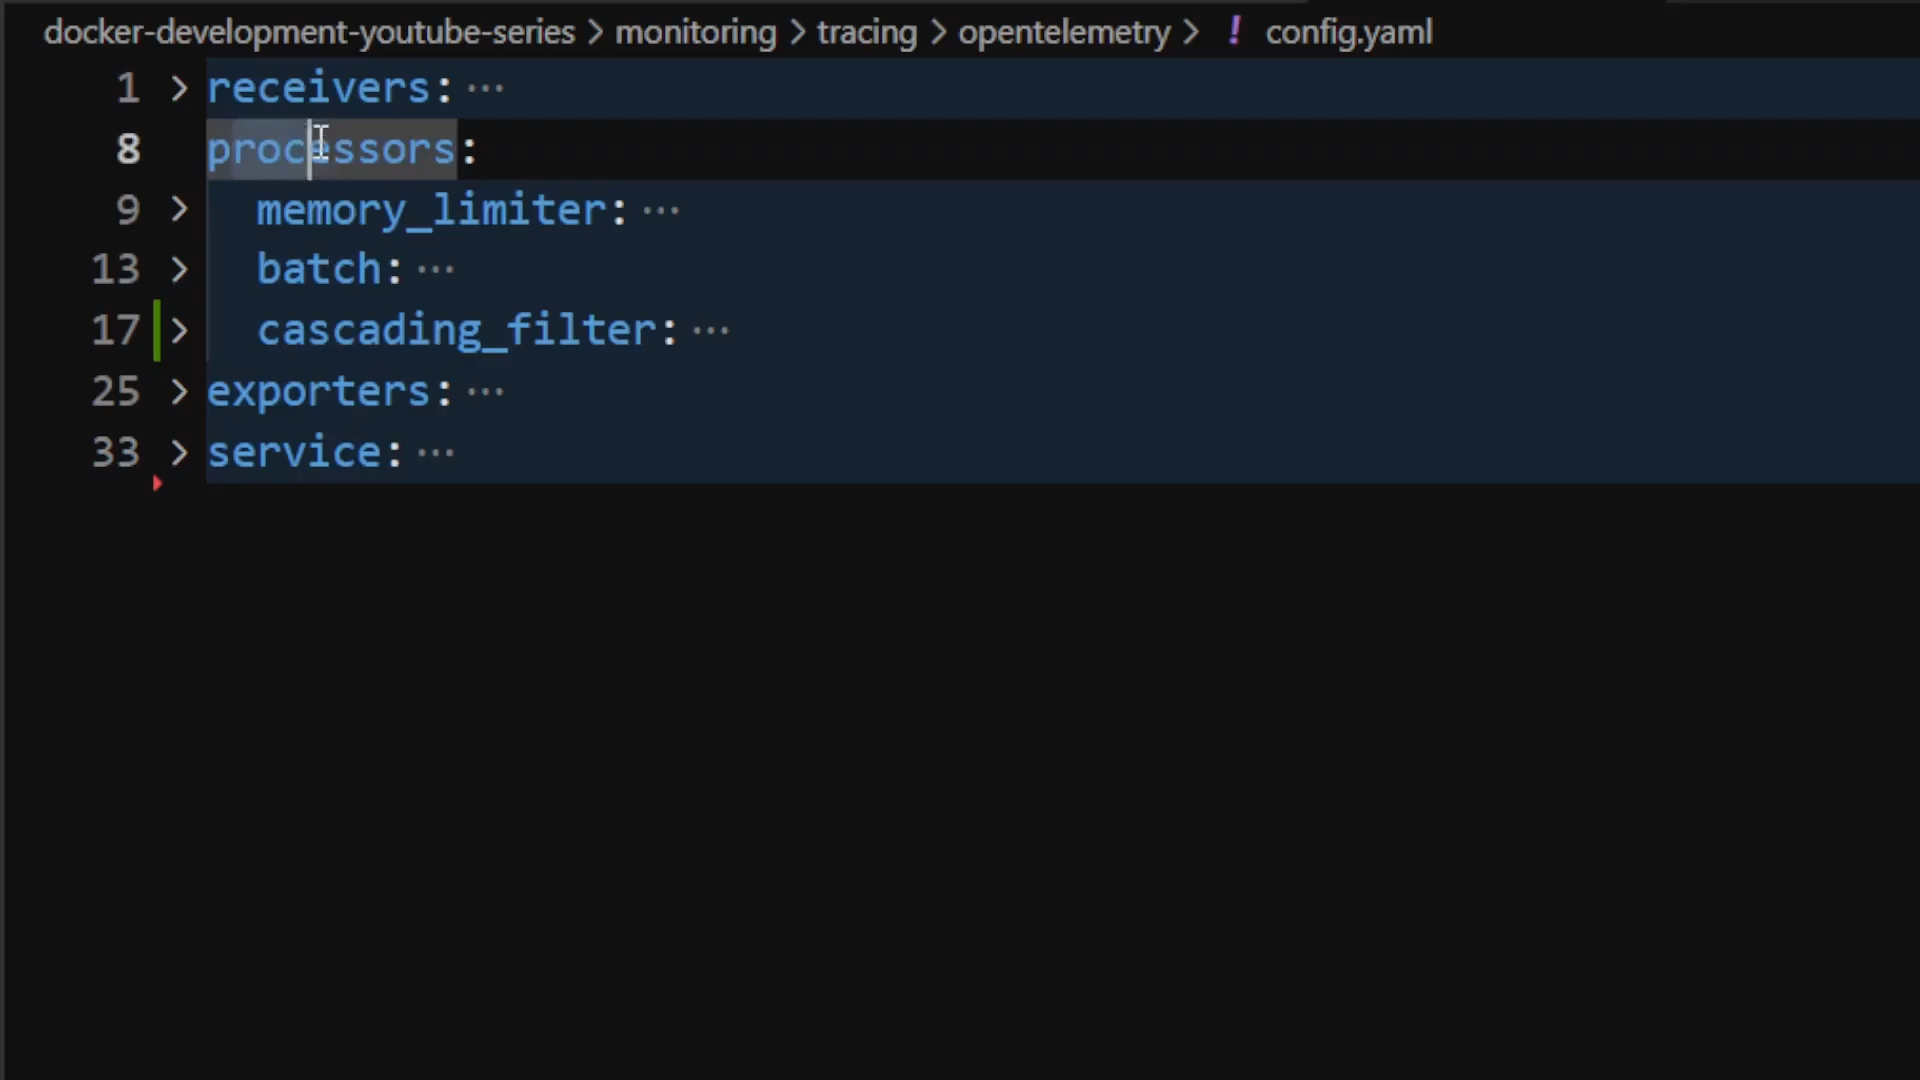 docker-development-youtube-series > monitoring > tracing > opentelemetry > ! config.yaml
1 > receivers: ···
8 processors:
9 > memory_limiter: ···
13 > batch: ···
17 > cascading_filter: ···
25 > exporters: ···
33 > service: ···